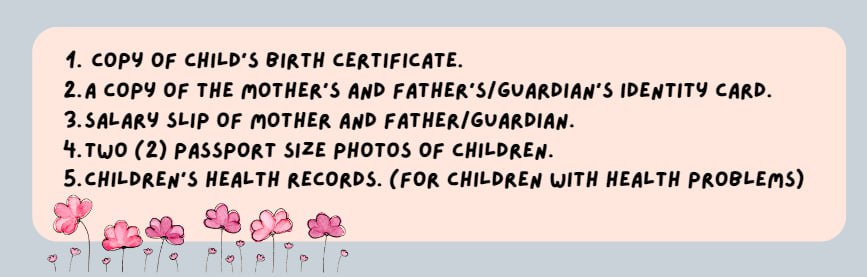 1. COPY OF CHILD'S BIRTH CERTIFICATE.
2.A COPY OF THE MOTHER'S AND FATHER'S/GUARDIAN'S IDENTITY CARD.
3.SALARY SLIP OF MOTHER AND FATHER/GUARDIAN.
4.TWO (2) PASSPORT SIZE PHOTOS OF CHILDREN.
5.CHILDREN'S HEALTH RECORDS. (FOR CHILDREN WITH HEALTH PROBLEMS)